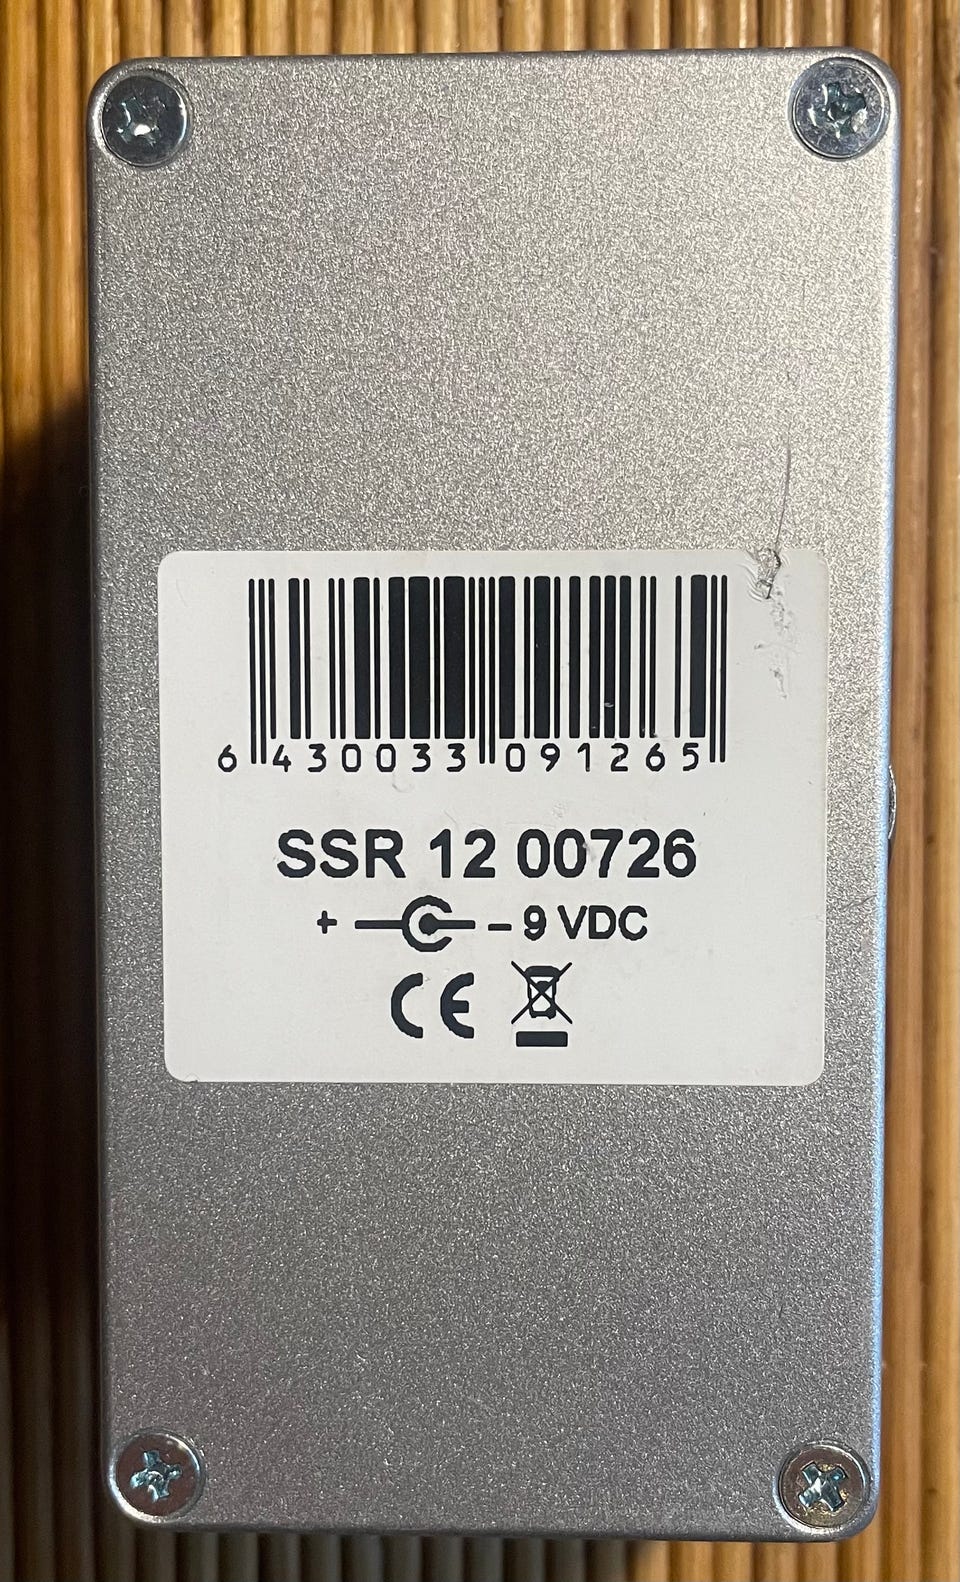 6 430033 091265
SSR 12 00726
+ – 9 VDC
CE